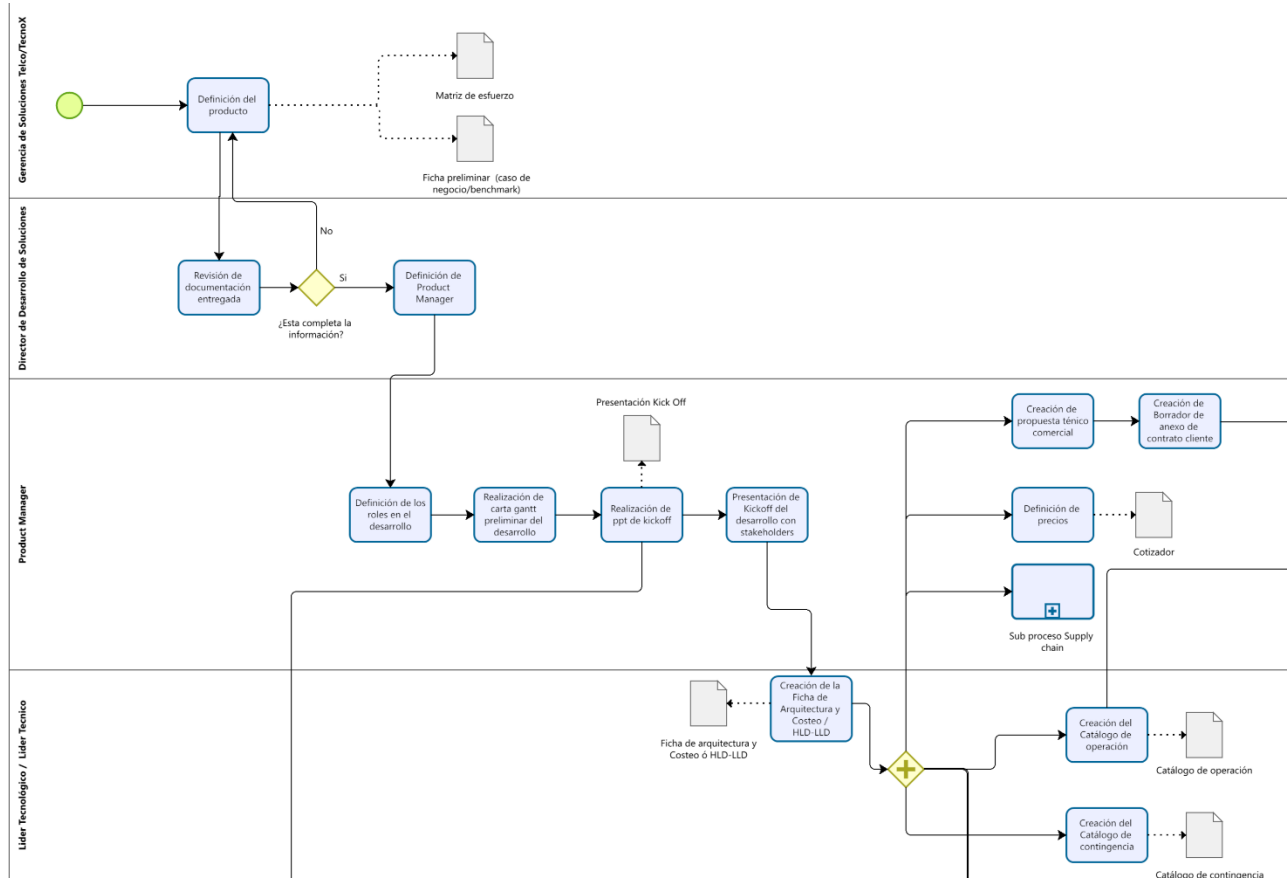 Gerencia de Soluciones Telco/TecnoX
Definición del
producto
Matriz de esfuerzo
Ficha preliminar (caso de
negocio/benchmark)
Director de Desarrollo de Soluciones
No
Revisión de
documentación
entregada
Si
Definición de
Product
Manager
¿Esta completa la
información?
Product Manager
Presentación Kick Off
Creación de
propuesta ténico
comercial
Creación de
Borrador de
anexo de
contrato cliente
Definición de los
roles en el
desarrollo
Realización de
carta gantt
preliminar del
desarrollo
Realización de
ppt de kickoff
Presentación de
Kickoff del
desarrollo con
stakeholders
Definición de
precios
Cotizador
Sub proceso Supply
chain
Lider Tecnológico / Lider Tecnico
Creación de la
Ficha de
Arquitectura y
Costeo /
HLD-LLD
Ficha de arquitectura y
Costeo ó HLD-LLD
Creación del
Catálogo de
operación
Catálogo de operación
Creación del
Catálogo de
contingencia
Catálogo de contingencia